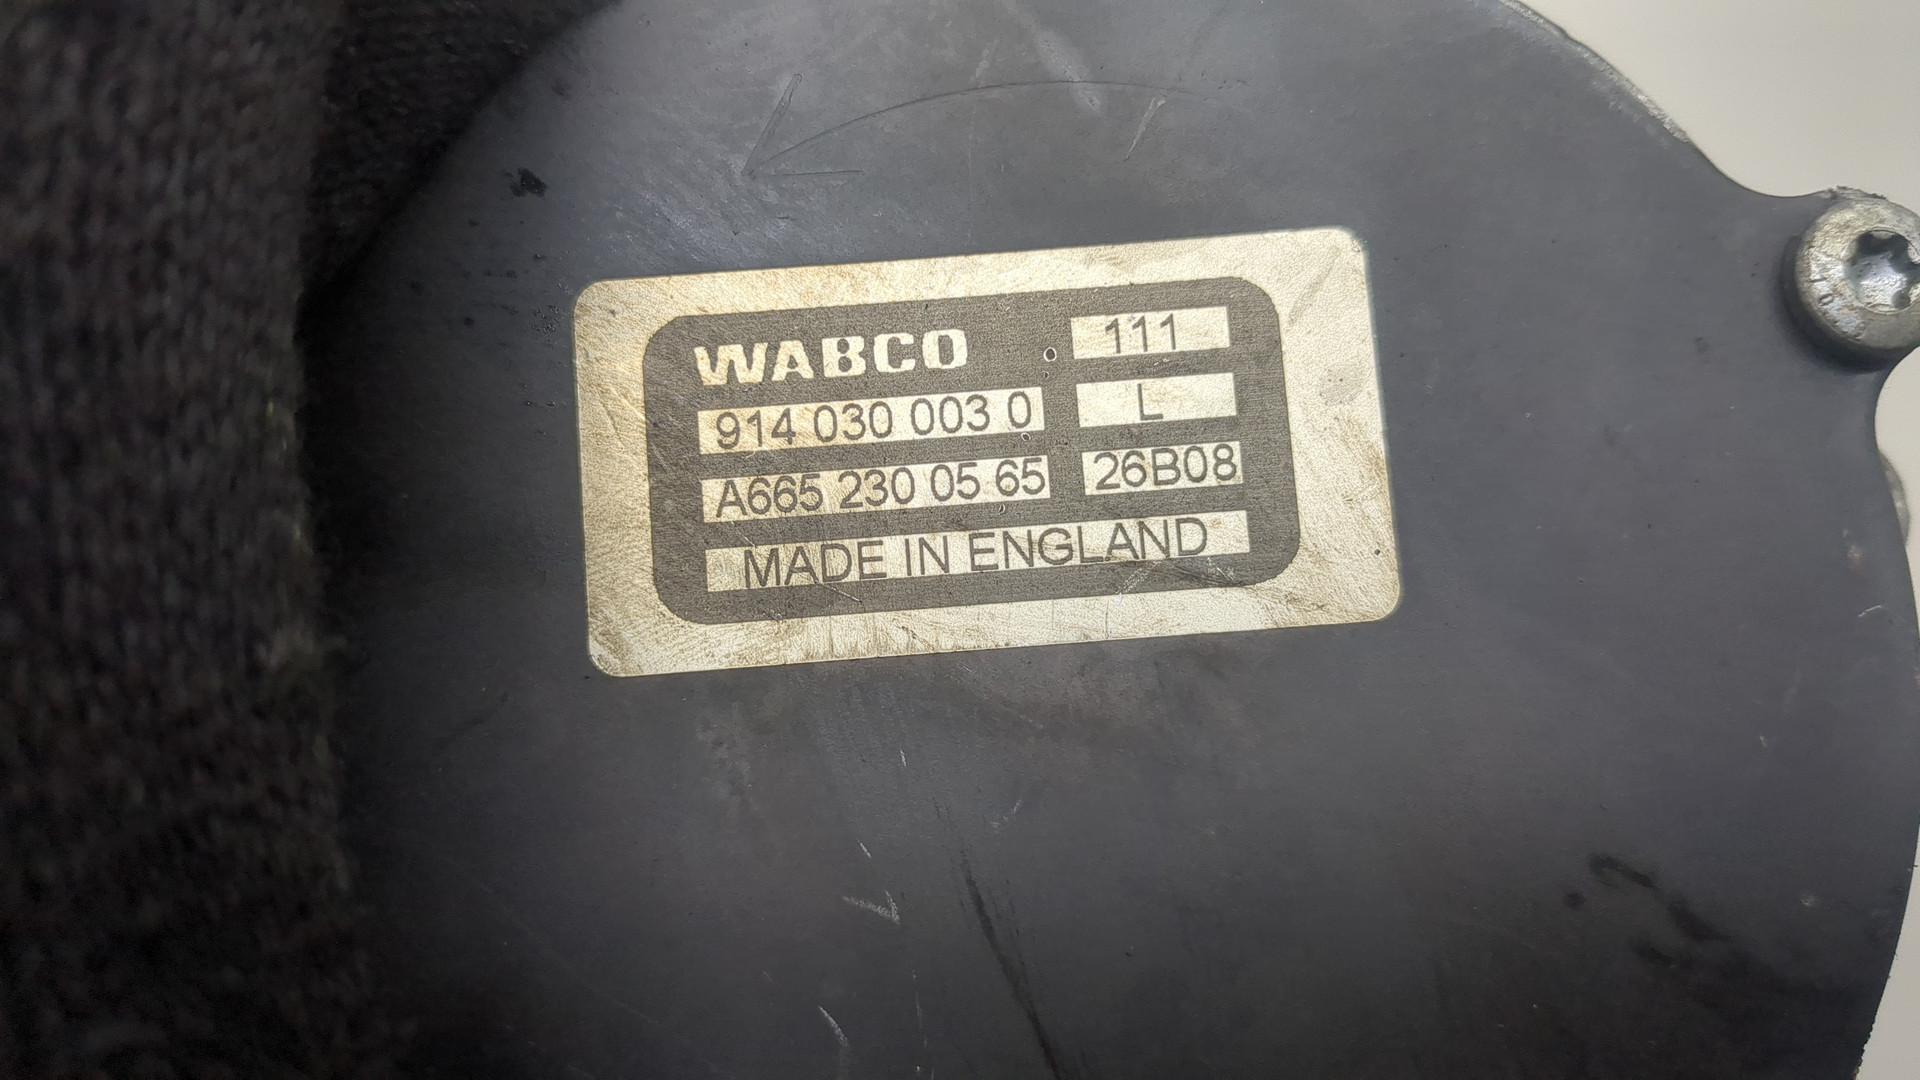 WABCO 111
914 030 003 0 L
A665 230 05 65 26B08
MADE IN ENGLAND